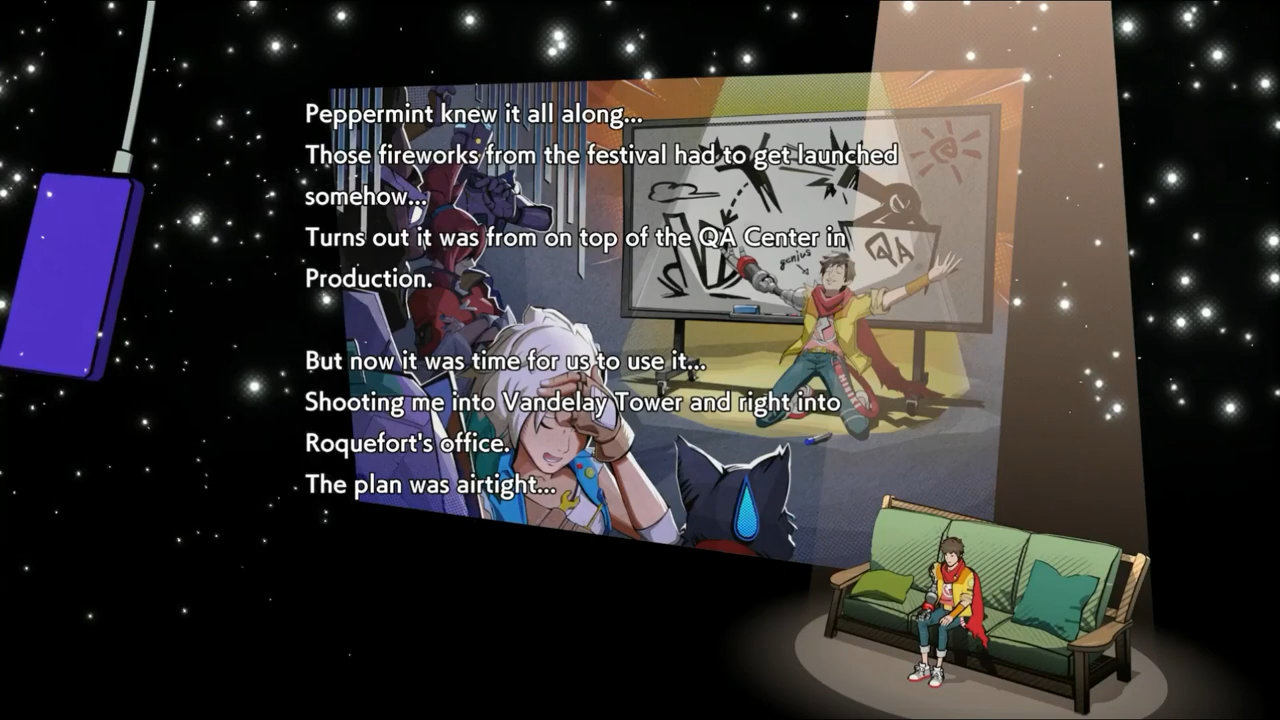 Peppermint knew it all along...
Those fireworks from the festival had to get launched
somehow...
Turns out it was from on top of the QA Center in
Production.
But now it was time for us to use it...
Shooting me into Vandelay Tower and right into
Roquefort's office.
The plan was airtight...
genius
QA